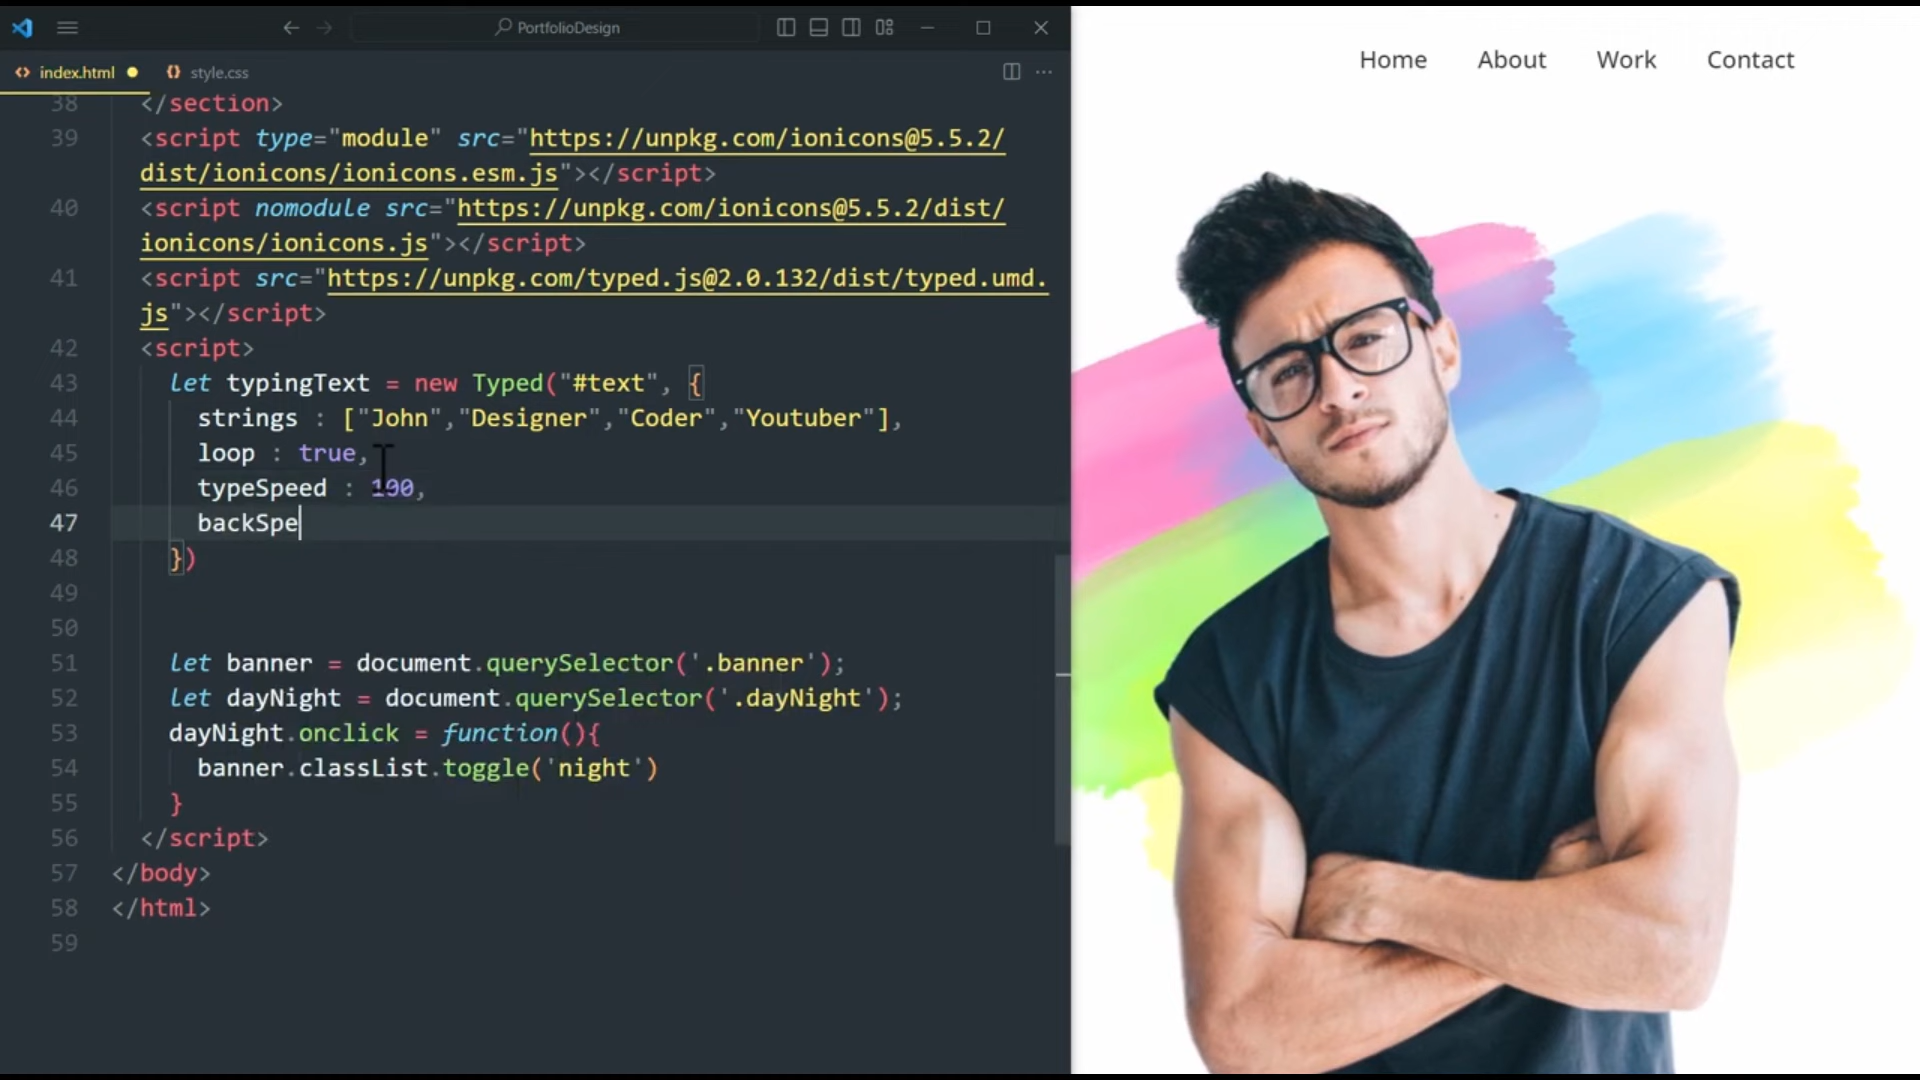 PortfolioDesign
index.html
style.css
38 </section>
39 <script type="module" src="https://unpkg.com/ionicons@5.5.2/
dist/ionicons/ionicons.esm.js"></script>
40 <script nomodule src="https://unpkg.com/ionicons@5.5.2/dist/
ionicons/ionicons.js"></script>
41 <script src="https://unpkg.com/typed.js@2.0.132/dist/typed.umd.
js"></script>
42 <script>
43 let typingText = new Typed("#text", {
44 strings : ["John","Designer","Coder","Youtuber"],
45 loop : true,
46 typeSpeed : 100,
47 backSpe
48 })
49
50
51 let banner = document.querySelector('.banner');
52 let dayNight = document.querySelector('.dayNight');
53 dayNight.onclick = function(){
54 banner.classList.toggle('night')
55 }
56 </script>
57 </body>
58 </html>
59
Home About Work Contact